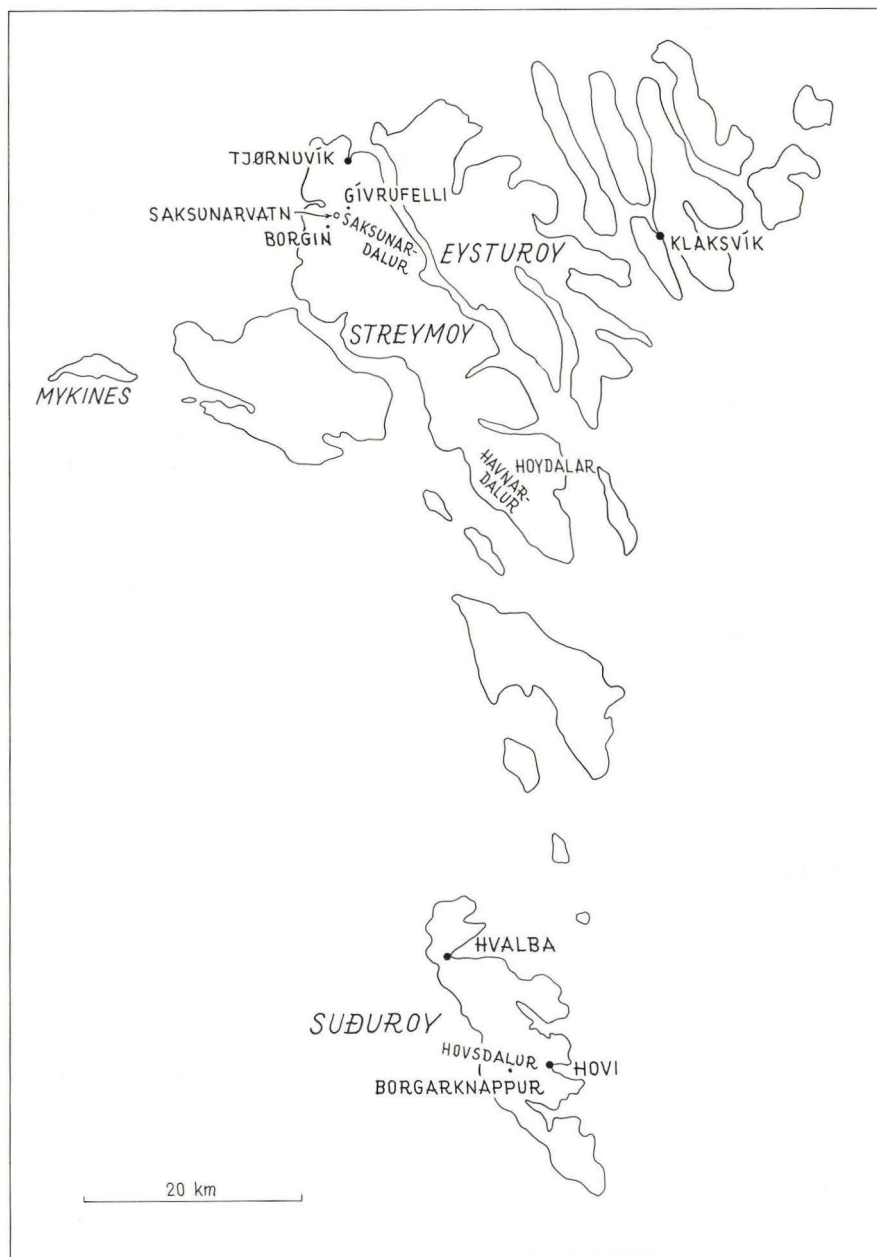 TJØRNUVÍK
GÍVRUFELLI
SAKSUNARVATN
SAKSUNAR-
DALUR
BORGIN
EYSTUROY
KLAKSVÍK
STREYMOY
MYKINES
HOYDALAR
HAVNAR-
DALUR
HVALBA
SUÐUROY
HOVSDALUR
HOVI
BORGARKNAPPUR
20 km